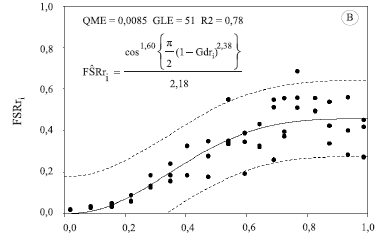 1,0
QME = 0,0085 GLE = 51 R2 = 0,78
B
0,8
FŜRr_i = cos^1,60 { π/2 (1 – Gdr_i)^2,38 } / 2,18
0,6
FSRr_i
0,4
0,2
0,0
0,0 0,2 0,4 0,6 0,8 1,0